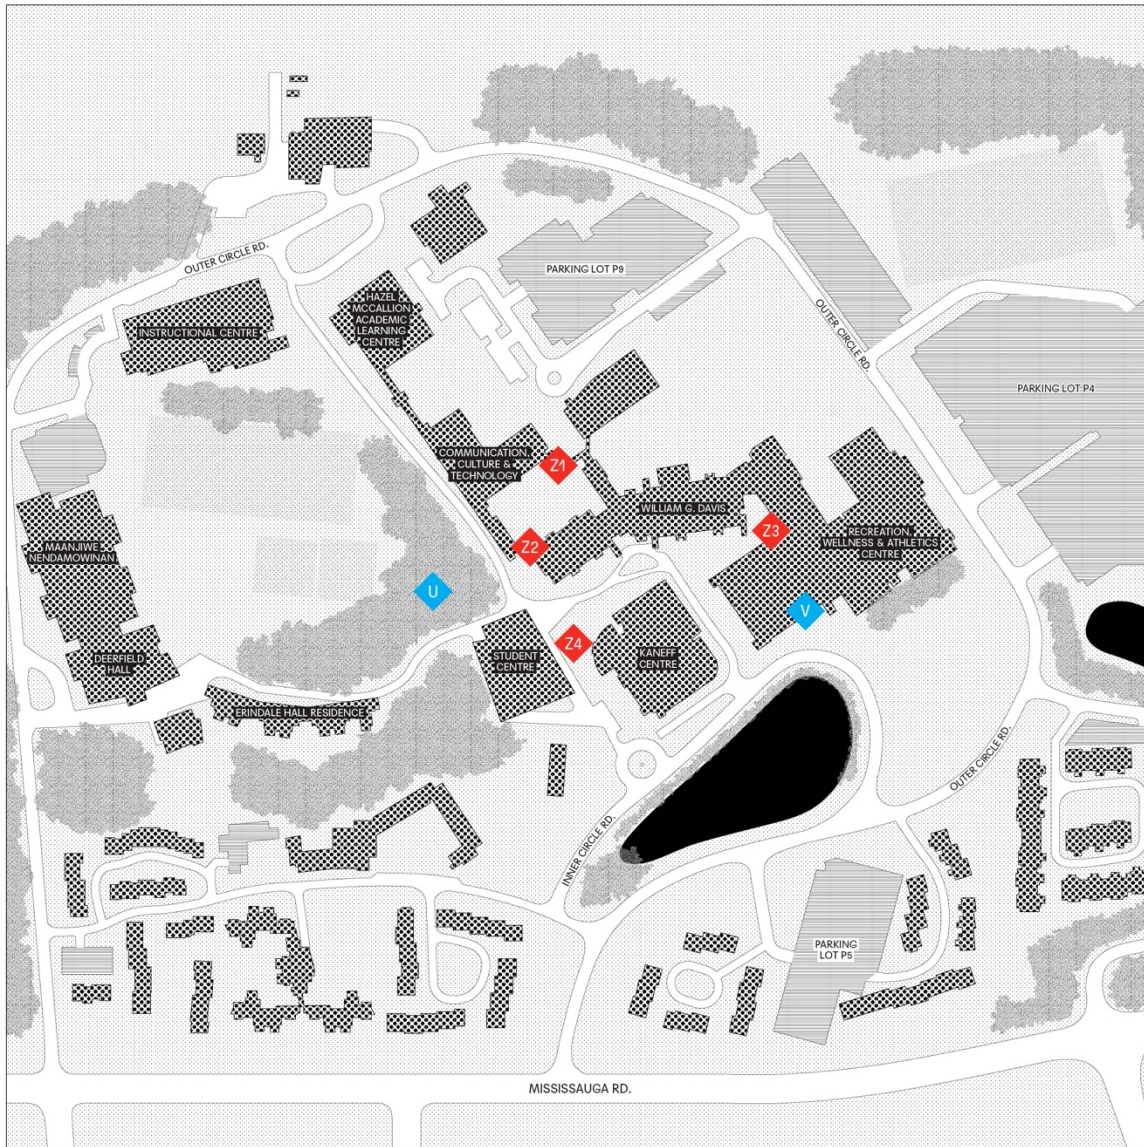 OUTER CIRCLE RD.
PARKING LOT P9
HAZEL
MCCALLION
ACADEMIC
LEARNING
CENTRE
INSTRUCTIONAL CENTRE
OUTER CIRCLE RD.
PARKING LOT P4
COMMUNICATION,
CULTURE &
TECHNOLOGY
Z1
WILLIAM G. DAVIS
Z3
RECREATION,
WELLNESS & ATHLETICS
CENTRE
MAANJIWE
NENDAMOWINAN
Z2
U
V
Z4
STUDENT
CENTRE
KANEFF
CENTRE
DEERFIELD
HALL
ERINDALE HALL RESIDENCE
OUTER CIRCLE RD.
INNER CIRCLE RD.
PARKING
LOT P5
MISSISSAUGA RD.